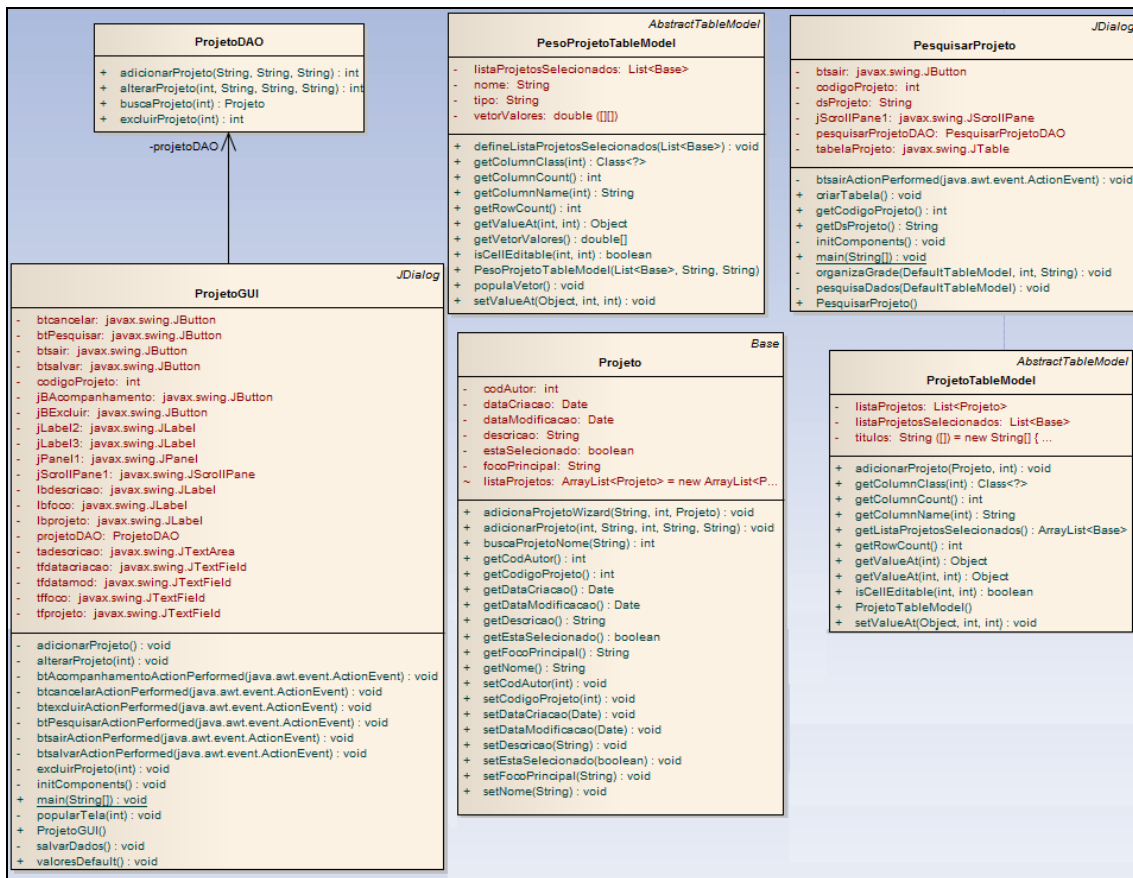 ProjetoDAO
+ adicionarProjeto(String, String, String) : int
+ alterarProjeto(int, String, String, String) : int
+ buscaProjeto(int) : Projeto
+ excluirProjeto(int) : int
-projetoDAO
JDialog
ProjetoGUI
- btcancelar: javax.swing.JButton
- btPesquisar: javax.swing.JButton
- btsair: javax.swing.JButton
- btsalvar: javax.swing.JButton
- codigoProjeto: int
- jBAcompanhamento: javax.swing.JButton
- jBExcluir: javax.swing.JButton
- jLabel2: javax.swing.JLabel
- jLabel3: javax.swing.JLabel
- jPanel1: javax.swing.JPanel
- jScrollPane1: javax.swing.JScrollPane
- lbdescricao: javax.swing.JLabel
- lbfoco: javax.swing.JLabel
- lbprojeto: javax.swing.JLabel
- projetoDAO: ProjetoDAO
- tadescricao: javax.swing.JTextArea
- tfdatacriacao: javax.swing.JTextField
- tfdatamod: javax.swing.JTextField
- tffoco: javax.swing.JTextField
- tfprojeto: javax.swing.JTextField
- adicionarProjeto() : void
- alterarProjeto(int) : void
- btAcompanhamentoActionPerformed(java.awt.event.ActionEvent) : void
- btcancelarActionPerformed(java.awt.event.ActionEvent) : void
- btexcluirActionPerformed(java.awt.event.ActionEvent) : void
- btPesquisarActionPerformed(java.awt.event.ActionEvent) : void
- btsairActionPerformed(java.awt.event.ActionEvent) : void
- btsalvarActionPerformed(java.awt.event.ActionEvent) : void
- excluirProjeto(int) : void
- initComponents() : void
+ main(String[]) : void
- popularTela(int) : void
+ ProjetoGUI()
- salvarDados() : void
+ valoresDefault() : void
AbstractTableModel
PesoProjetoTableModel
- listaProjetosSelecionados: List<Base>
- nome: String
- tipo: String
- vetorValores: double ([][])
+ defineListaProjetosSelecionados(List<Base>) : void
+ getColumnClass(int) : Class<?>
+ getColumnCount() : int
+ getColumnName(int) : String
+ getRowCount() : int
+ getValueAt(int, int) : Object
+ getVetorValores() : double[]
+ isCellEditable(int, int) : boolean
+ PesoProjetoTableModel(List<Base>, String, String)
+ populaVetor() : void
+ setValueAt(Object, int, int) : void
Base
Projeto
- codAutor: int
- dataCriacao: Date
- dataModificacao: Date
- descricao: String
- estaSelecionado: boolean
- focoPrincipal: String
~ listaProjetos: ArrayList<Projeto> = new ArrayList<P...
+ adicionaProjetoWizard(String, int, Projeto) : void
+ adicionarProjeto(int, String, int, String, String) : void
+ buscaProjetoNome(String) : int
+ getCodAutor() : int
+ getCodigoProjeto() : int
+ getDataCriacao() : Date
+ getDataModificacao() : Date
+ getDescricao() : String
+ getEstaSelecionado() : boolean
+ getFocoPrincipal() : String
+ getNome() : String
+ setCodAutor(int) : void
+ setCodigoProjeto(int) : void
+ setDataCriacao(Date) : void
+ setDataModificacao(Date) : void
+ setDescricao(String) : void
+ setEstaSelecionado(boolean) : void
+ setFocoPrincipal(String) : void
+ setNome(String) : void
JDialog
PesquisarProjeto
- btsair: javax.swing.JButton
- codigoProjeto: int
- dsProjeto: String
- jScrollPane1: javax.swing.JScrollPane
- pesquisarProjetoDAO: PesquisarProjetoDAO
- tabelaProjeto: javax.swing.JTable
- btsairActionPerformed(java.awt.event.ActionEvent) : void
+ criarTabela() : void
+ getCodigoProjeto() : int
+ getDsProjeto() : String
- initComponents() : void
+ main(String[]) : void
- organizaGrade(DefaultTableModel, int, String) : void
- pesquisaDados(DefaultTableModel) : void
+ PesquisarProjeto()
AbstractTableModel
ProjetoTableModel
- listaProjetos: List<Projeto>
- listaProjetosSelecionados: List<Base>
- titulos: String ([]) = new String[] { ...
+ adicionarProjeto(Projeto, int) : void
+ getColumnClass(int) : Class<?>
+ getColumnCount() : int
+ getColumnName(int) : String
+ getListaProjetosSelecionados() : ArrayList<Base>
+ getRowCount() : int
+ getValueAt(int) : Object
+ getValueAt(int, int) : Object
+ isCellEditable(int, int) : boolean
+ ProjetoTableModel()
+ setValueAt(Object, int, int) : void